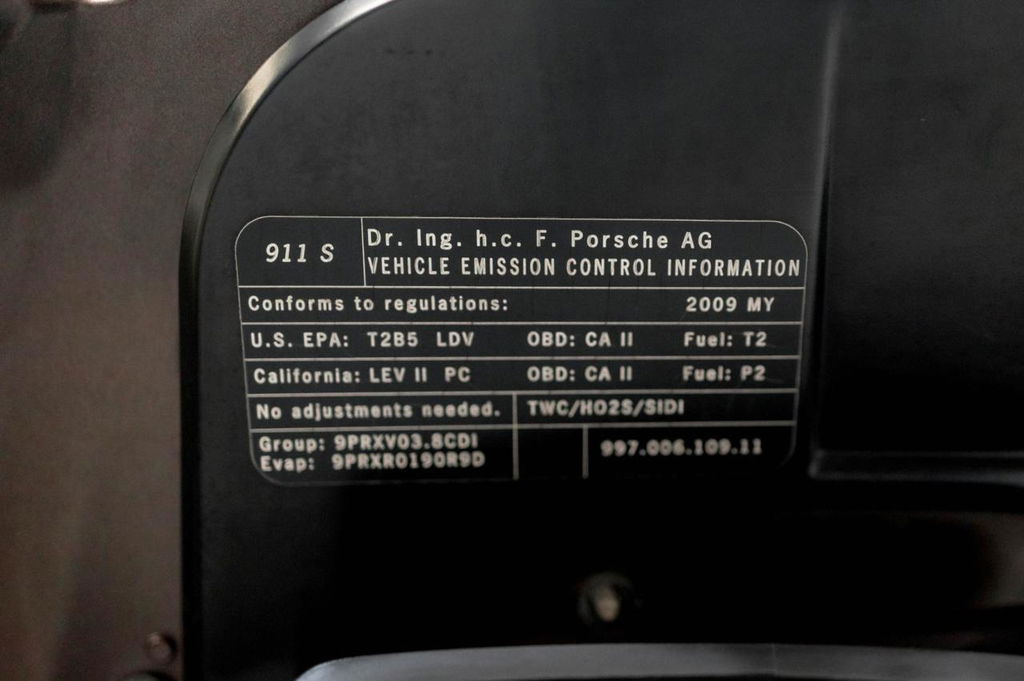 911 S
Dr. Ing. h.c. F. Porsche AG
VEHICLE EMISSION CONTROL INFORMATION
Conforms to regulations: 2009 MY
U.S. EPA: T2B5 LDV OBD: CA II Fuel: T2
California: LEV II PC OBD: CA II Fuel: P2
No adjustments needed. TWC/HO2S/SIDI
Group: 9PRXV03.8CDI
Evap: 9PRXR0190R9D
997.006.109.11